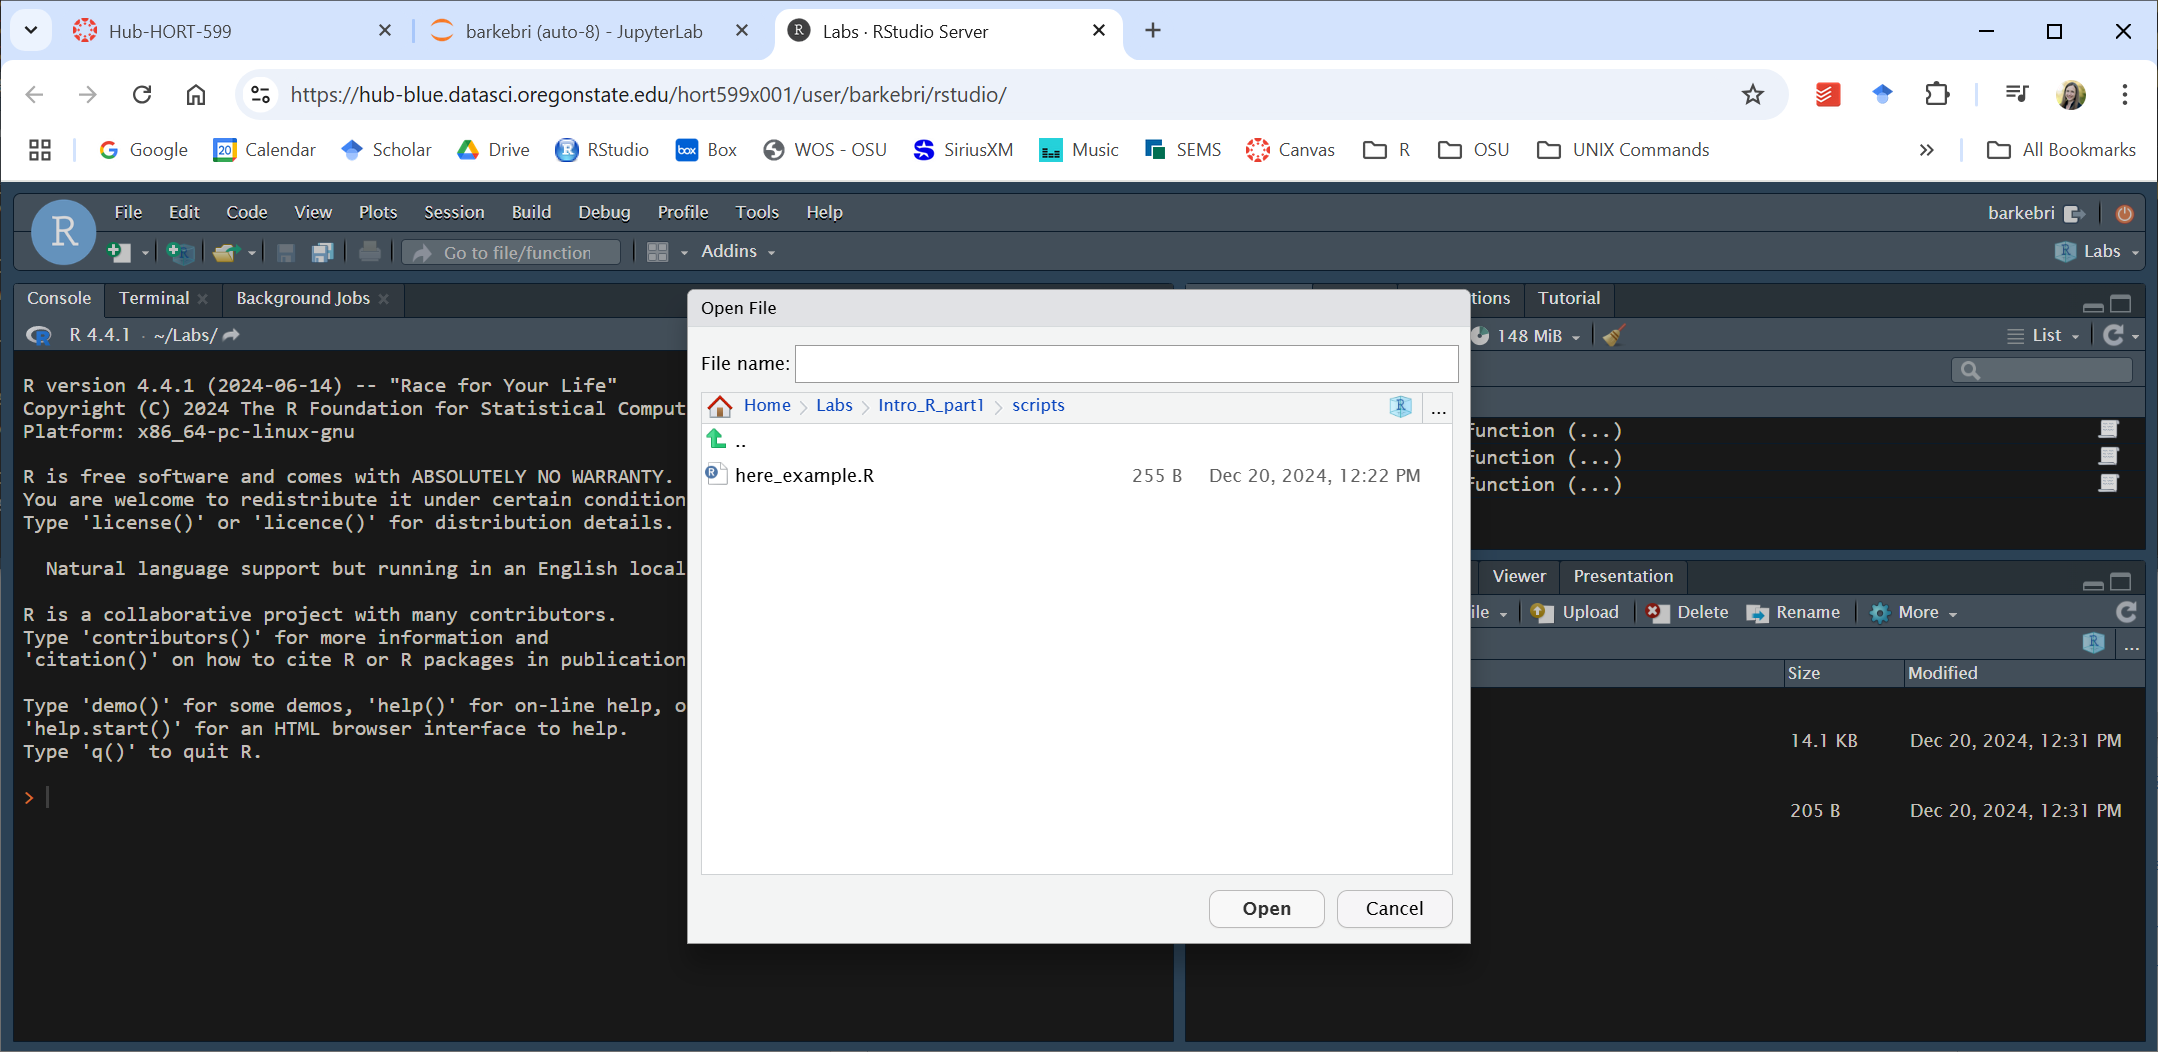 Hub-HORT-599
barkebri (auto-8) - JupyterLab
Labs · RStudio Server
https://hub-blue.datasci.oregonstate.edu/hort599x001/user/barkebri/rstudio/
Google
20
Calendar
Scholar
Drive
RStudio
box
Box
WOS - OSU
SiriusXM
Music
SEMS
Canvas
R
OSU
UNIX Commands
»
All Bookmarks
R
File
Edit
Code
View
Plots
Session
Build
Debug
Profile
Tools
Help
barkebri
Go to file/function
Addins
Labs
Console
Terminal
Background Jobs
R 4.4.1 · ~/Labs/
R version 4.4.1 (2024-06-14) -- "Race for Your Life"
Copyright (C) 2024 The R Foundation for Statistical Comput
Platform: x86_64-pc-linux-gnu
R is free software and comes with ABSOLUTELY NO WARRANTY.
You are welcome to redistribute it under certain condition
Type 'license()' or 'licence()' for distribution details.
Natural language support but running in an English local
R is a collaborative project with many contributors.
Type 'contributors()' for more information and
'citation()' on how to cite R or R packages in publication
Type 'demo()' for some demos, 'help()' for on-line help, o
'help.start()' for an HTML browser interface to help.
Type 'q()' to quit R.
>
Open File
File name:
Home
Labs
Intro_R_part1
scripts
...
..
here_example.R
255 B
Dec 20, 2024, 12:22 PM
Open
Cancel
tions
Tutorial
148 MiB
List
function (...)
function (...)
function (...)
Viewer
Presentation
ile
Upload
Delete
Rename
More
...
Size
Modified
14.1 KB
Dec 20, 2024, 12:31 PM
205 B
Dec 20, 2024, 12:31 PM